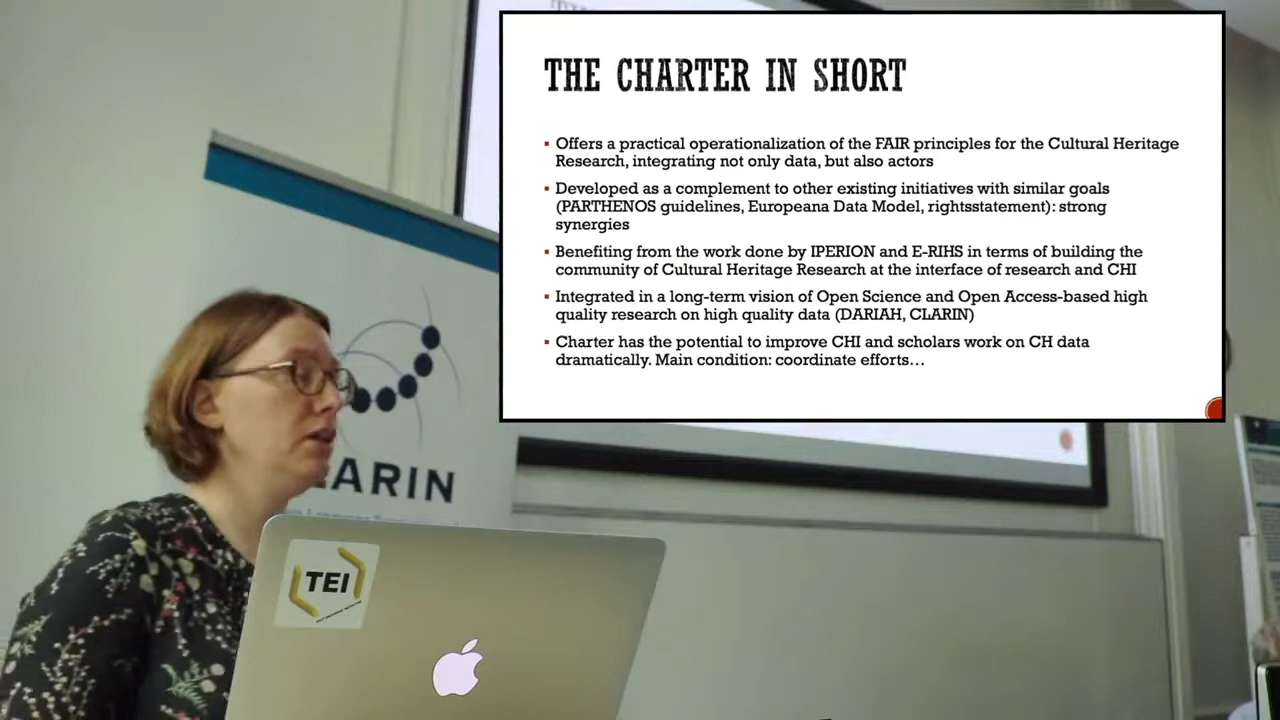 THE CHARTER IN SHORT
▪ Offers a practical operationalization of the FAIR principles for the Cultural Heritage
Research, integrating not only data, but also actors
▪ Developed as a complement to other existing initiatives with similar goals
(PARTHENOS guidelines, Europeana Data Model, rightsstatement): strong
synergies
▪ Benefiting from the work done by IPERION and E-RIHS in terms of building the
community of Cultural Heritage Research at the interface of research and CHI
▪ Integrated in a long-term vision of Open Science and Open Access-based high
quality research on high quality data (DARIAH, CLARIN)
▪ Charter has the potential to improve CHI and scholars work on CH data
dramatically. Main condition: coordinate efforts…
LARIN
TEI